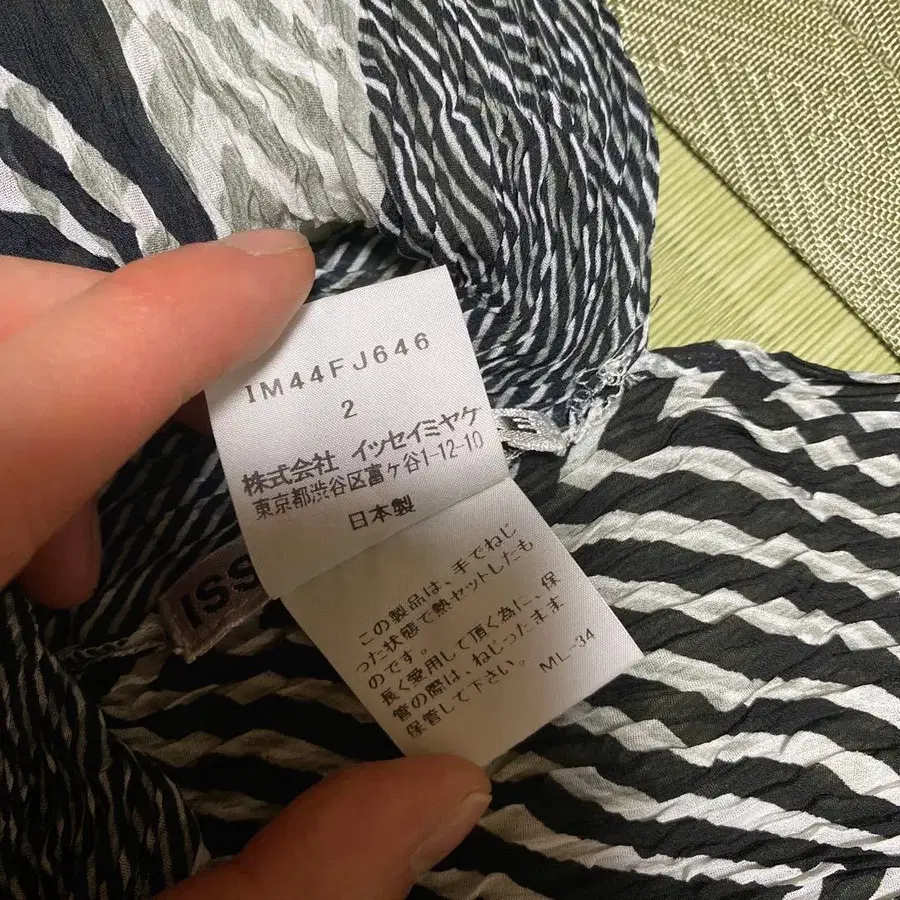 IM44FJ646
2
株式会社 イッセイミヤケ
東京都渋谷区富ヶ谷1-12-10
日本製
ISS
この製品は、手でねじ
った状態で熱セットしたも
のです。
長く愛用して頂く為に、保
管の際は、ねじったまま
保管して下さい。
ML-34